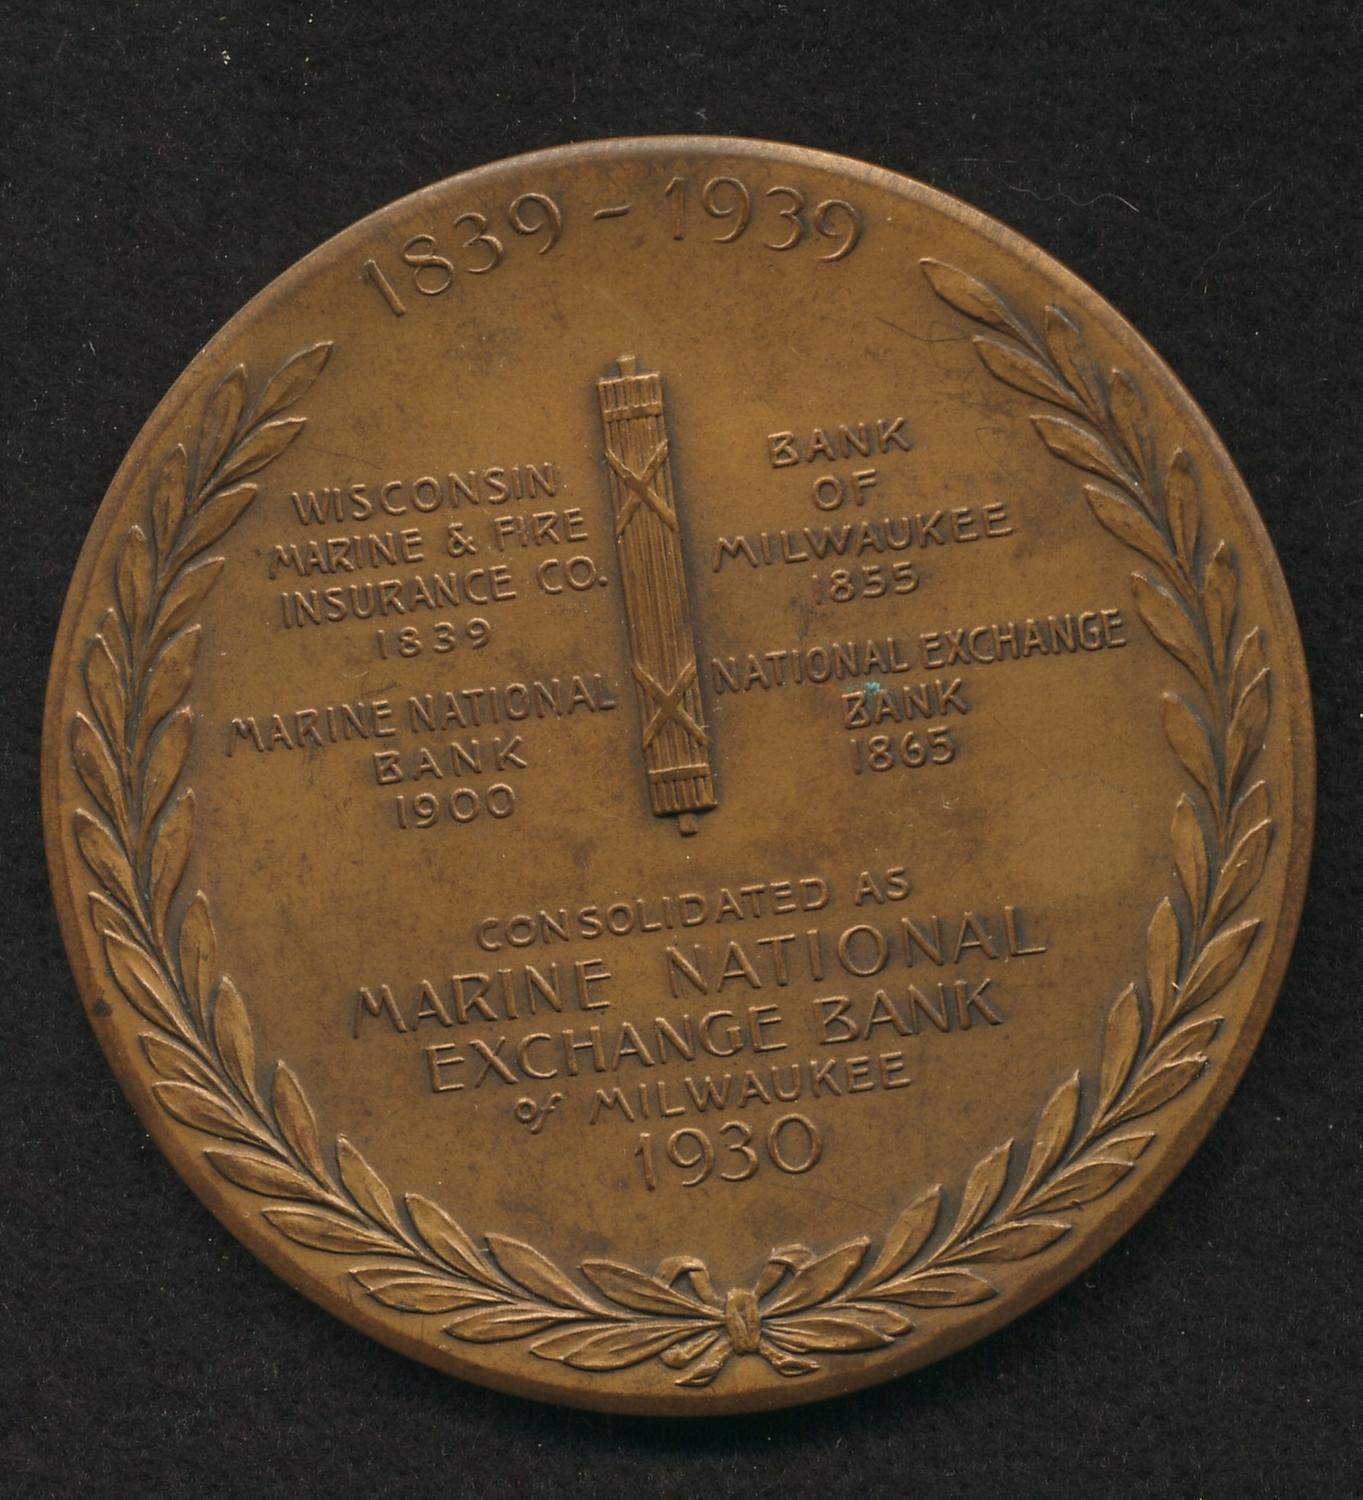 1839 - 1939
WISCONSIN
MARINE & FIRE
INSURANCE CO.
1839
MARINE NATIONAL
BANK
1900
BANK
OF
MILWAUKEE
1855
NATIONAL EXCHANGE
BANK
1865
CONSOLIDATED AS
MARINE NATIONAL
EXCHANGE BANK
of MILWAUKEE
1930